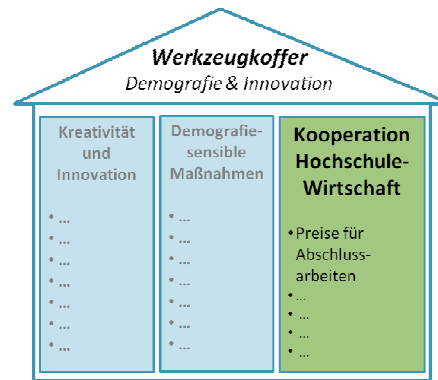 Werkzeugkoffer
Demografie & Innovation
Kreativität
und
Innovation
• ...
• ...
• ...
• ...
• ...
• ...
• ...
Demografie-
sensible
Maßnahmen
• ...
• ...
• ...
• ...
• ...
• ...
• ...
Kooperation
Hochschule-
Wirtschaft
• Preise für
Abschluss-
arbeiten
• ...
• ...
• ...
• ...